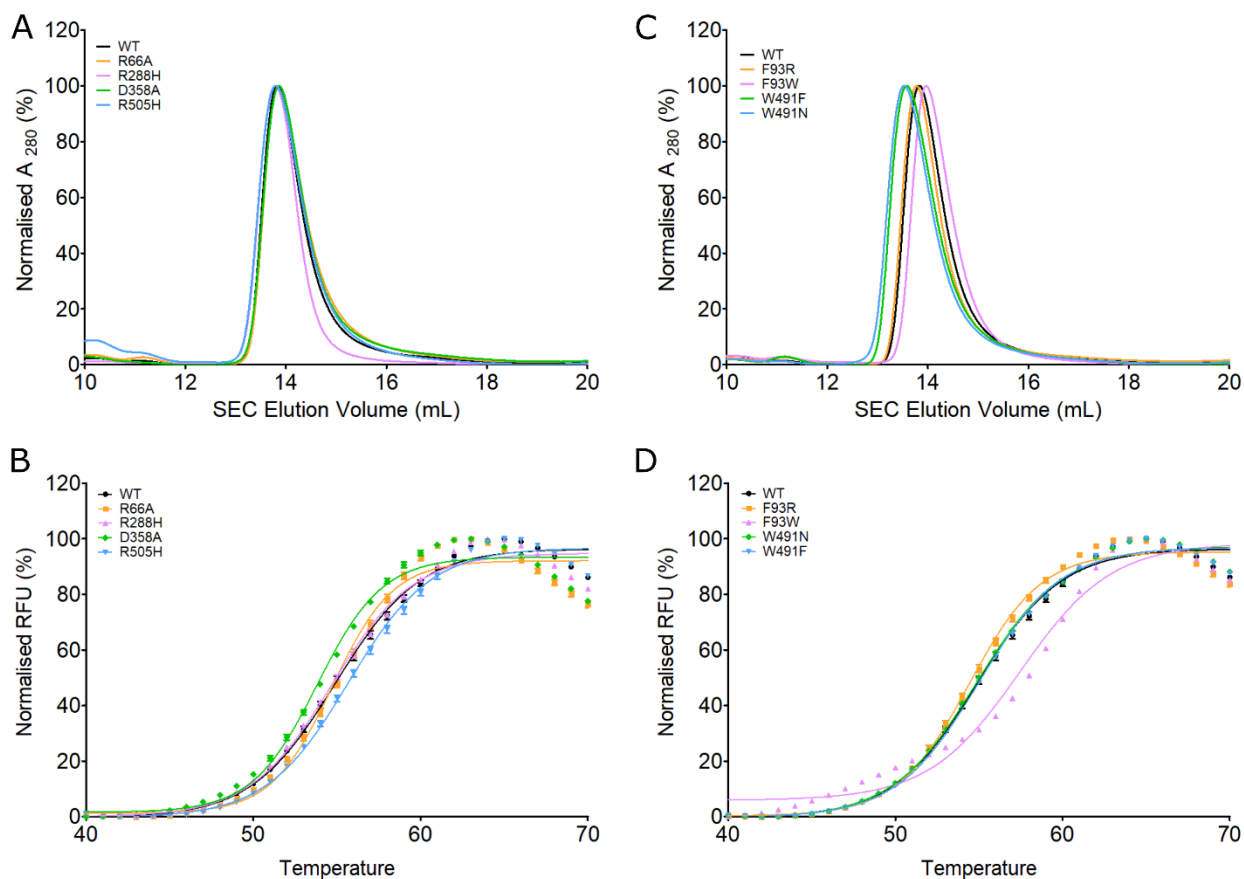 A
120
100
80
60
40
20
0
Normalised A 280 (%)
WT
R66A
R288H
D358A
R505H
10 12 14 16 18 20
SEC Elution Volume (mL)
C
120
100
80
60
40
20
0
Normalised A 280 (%)
WT
F93R
F93W
W491F
W491N
10 12 14 16 18 20
SEC Elution Volume (mL)
B
120
100
80
60
40
20
0
Normalised RFU (%)
WT
R66A
R288H
D358A
R505H
40 50 60 70
Temperature
D
120
100
80
60
40
20
0
Normalised RFU (%)
WT
F93R
F93W
W491N
W491F
40 50 60 70
Temperature